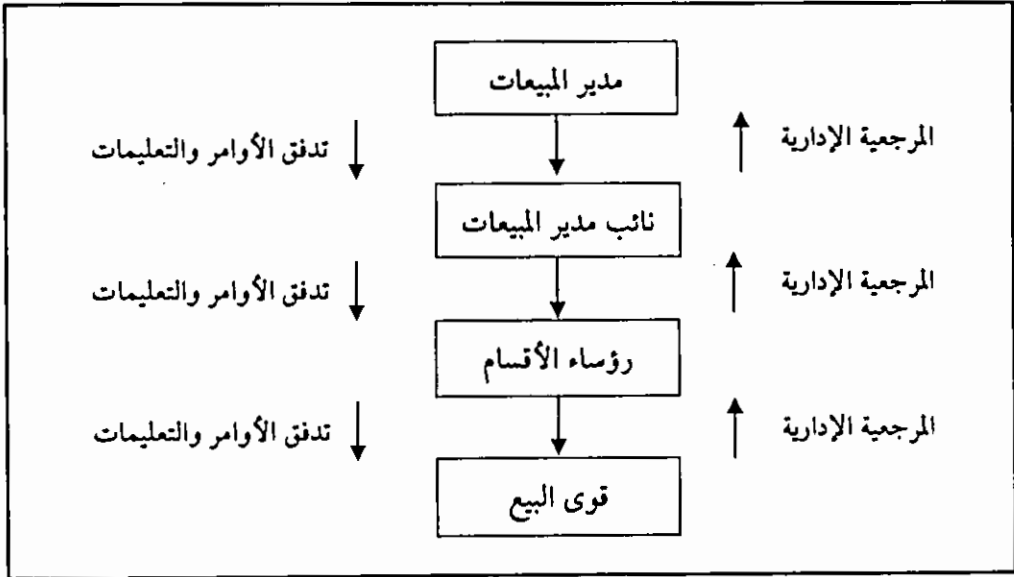 مدير المبيعات
المرجعية الإدارية
تدفق الأوامر والتعليمات
نائب مدير المبيعات
المرجعية الإدارية
تدفق الأوامر والتعليمات
رؤساء الأقسام
المرجعية الإدارية
تدفق الأوامر والتعليمات
قوى البيع